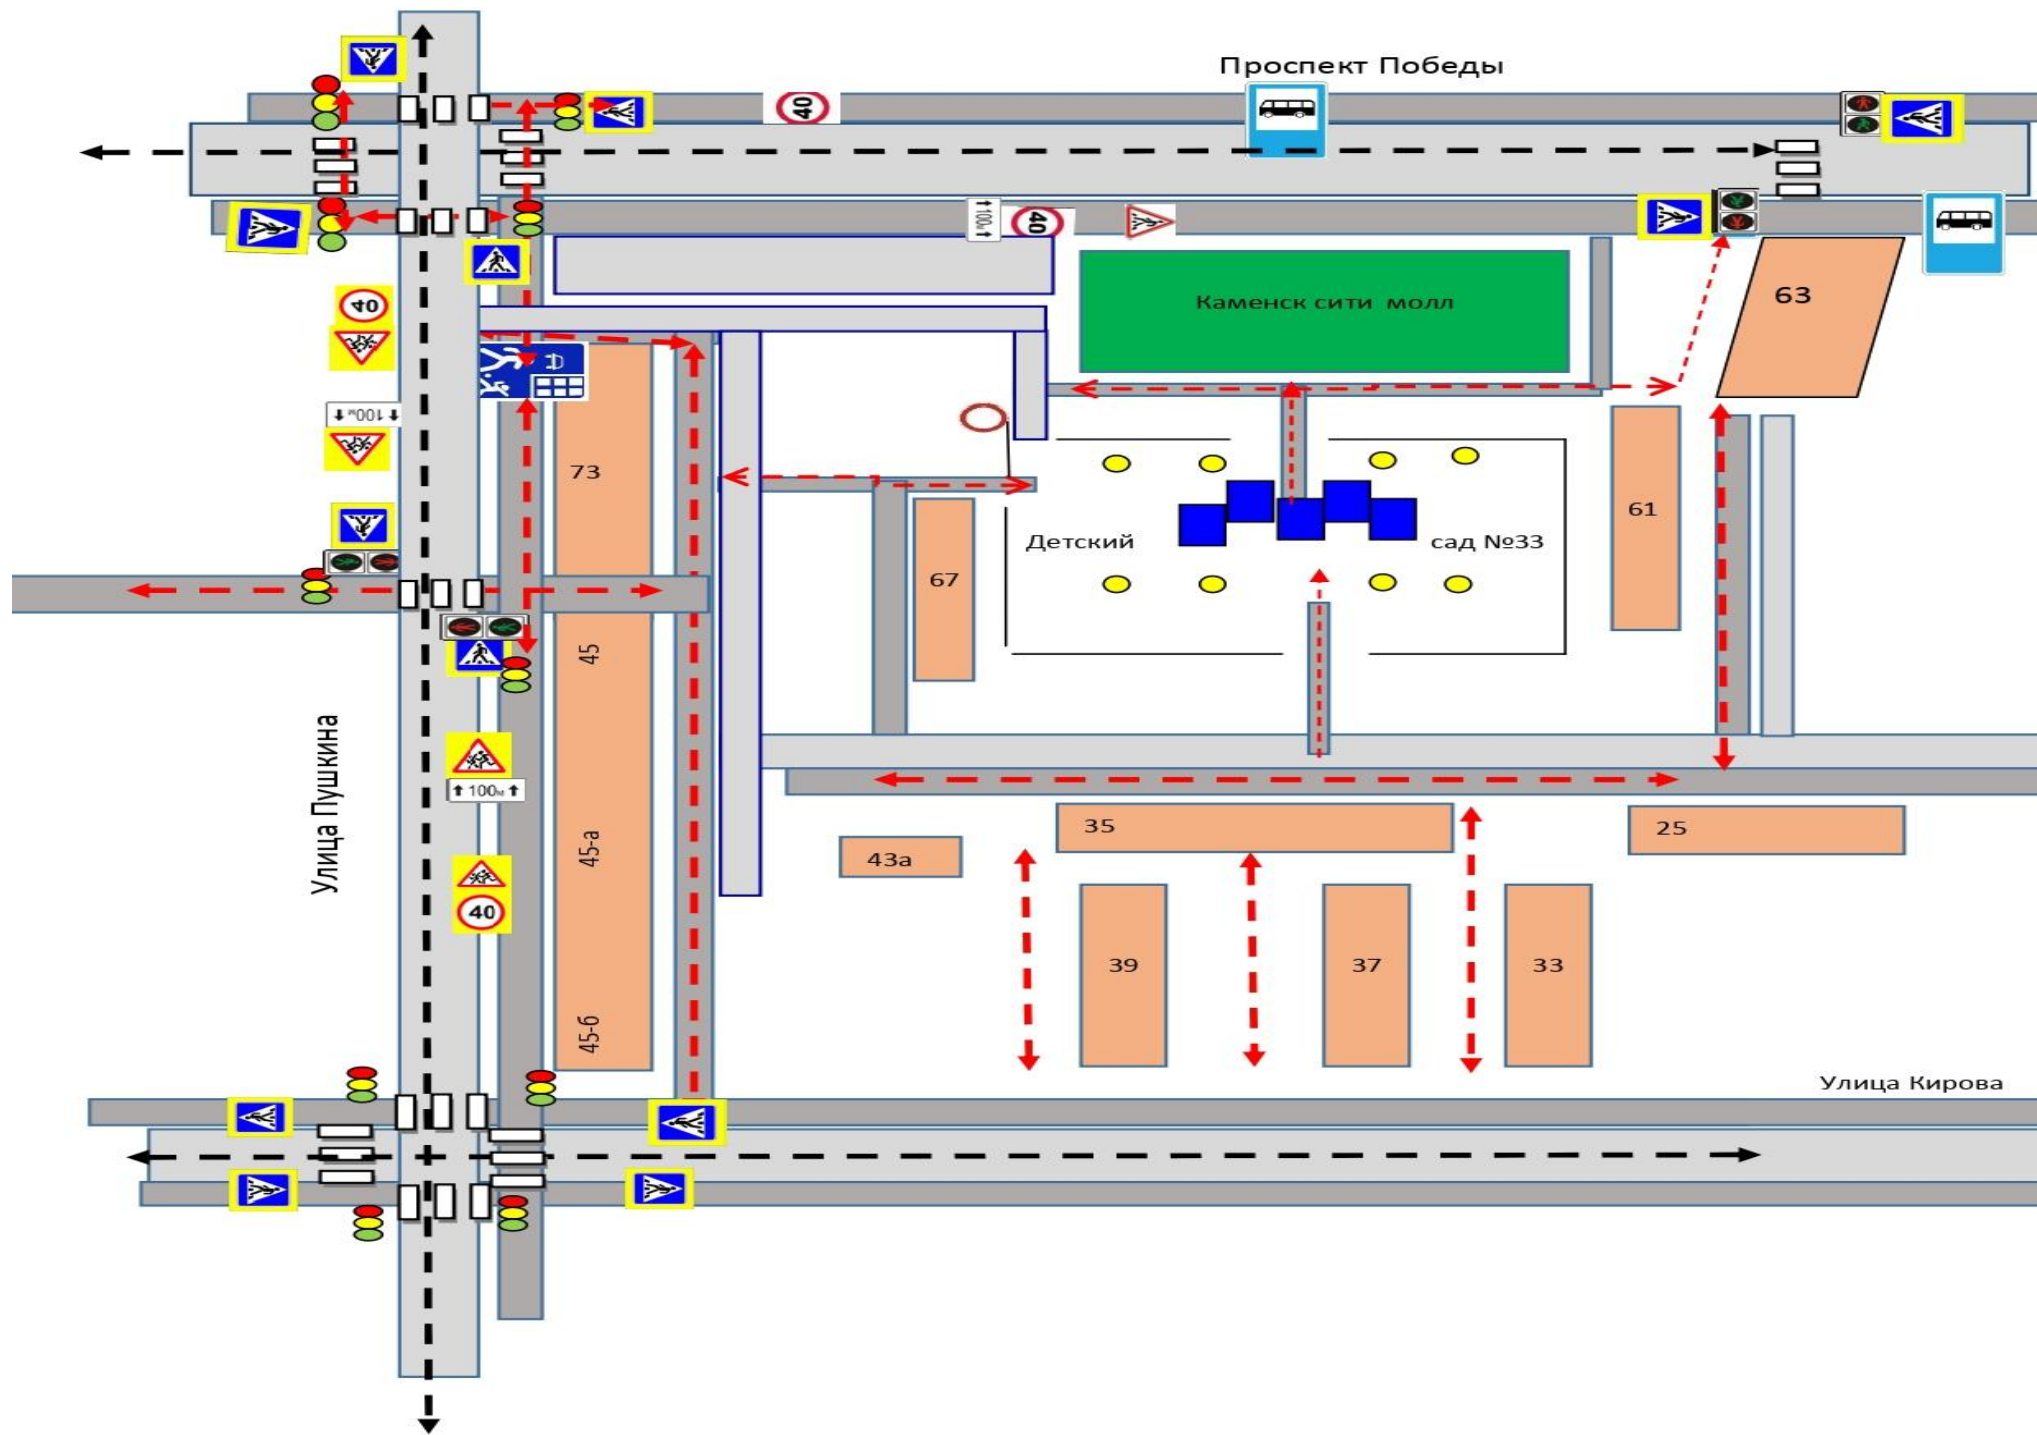 Проспект Победы
40
100м
40
Каменск сити молл
63
40
100м
73
61
Детский
сад №33
67
45
Улица Пушкина
100м
35
25
45-а
43а
40
39
37
33
45-б
Улица Кирова